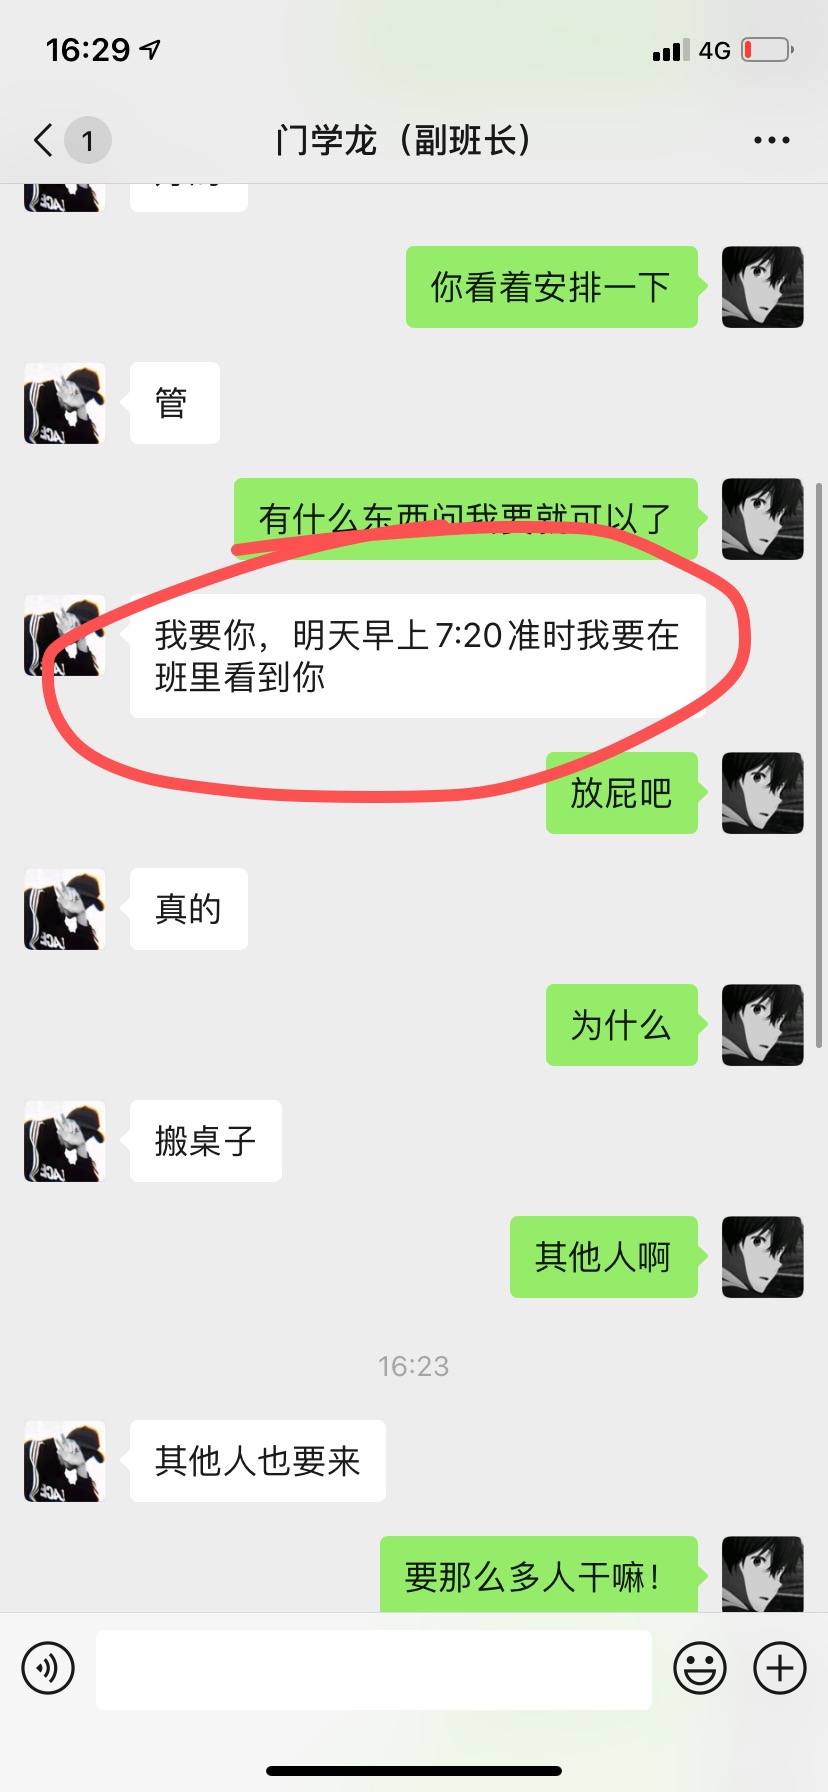 16:29
4G
1
门学龙（副班长）
你看着安排一下
管
有什么东西问我要就可以了
我要你，明天早上7:20准时我要在
班里看到你
放屁吧
真的
为什么
搬桌子
其他人啊
16:23
其他人也要来
要那么多人干嘛！